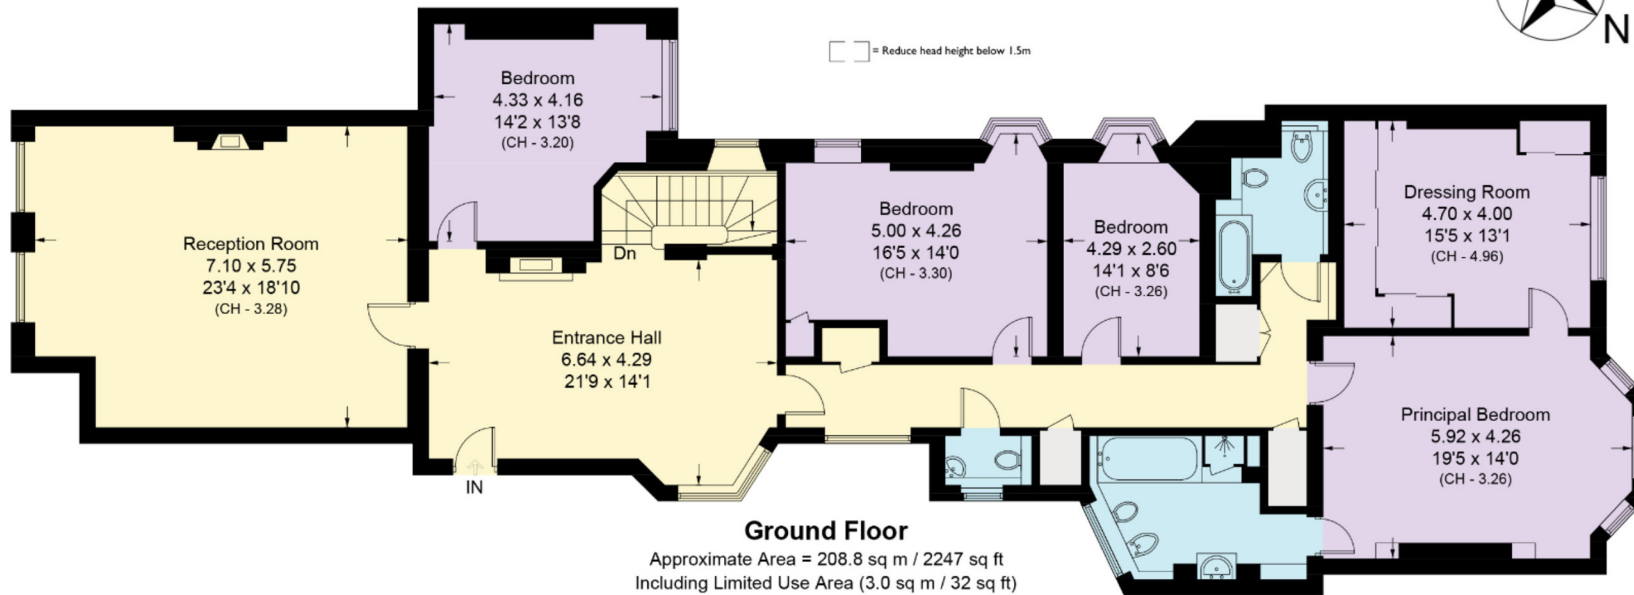 N
= Reduce head height below 1.5m
Bedroom
4.33 x 4.16
14'2 x 13'8
(CH - 3.20)
Reception Room
7.10 x 5.75
23'4 x 18'10
(CH - 3.28)
Dn
Bedroom
5.00 x 4.26
16'5 x 14'0
(CH - 3.30)
Bedroom
4.29 x 2.60
14'1 x 8'6
(CH - 3.26)
Dressing Room
4.70 x 4.00
15'5 x 13'1
(CH - 4.96)
Entrance Hall
6.64 x 4.29
21'9 x 14'1
Principal Bedroom
5.92 x 4.26
19'5 x 14'0
(CH - 3.26)
IN
Ground Floor
Approximate Area = 208.8 sq m / 2247 sq ft
Including Limited Use Area (3.0 sq m / 32 sq ft)